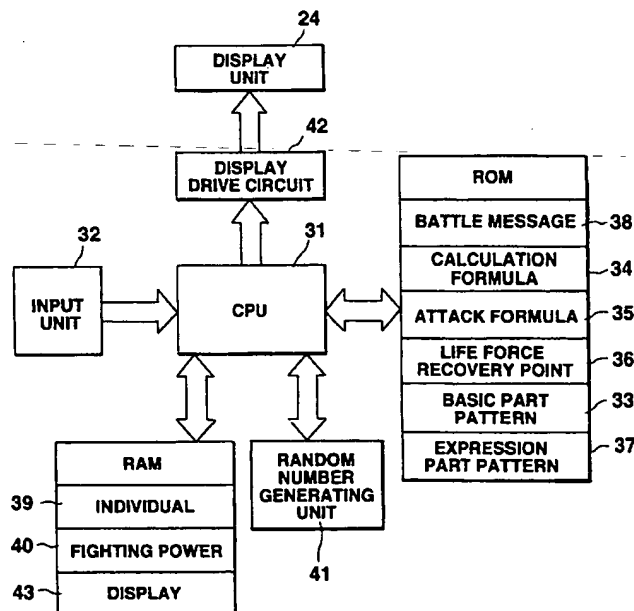 24
DISPLAY
UNIT
42
DISPLAY
DRIVE CIRCUIT
32
INPUT
UNIT
31
CPU
ROM
BATTLE MESSAGE
38
CALCULATION
FORMULA
34
ATTACK FORMULA
35
LIFE FORCE
RECOVERY POINT
36
BASIC PART
PATTERN
33
EXPRESSION
PART PATTERN
37
RAM
39
INDIVIDUAL
40
FIGHTING POWER
43
DISPLAY
RANDOM
NUMBER
GENERATING
UNIT
41